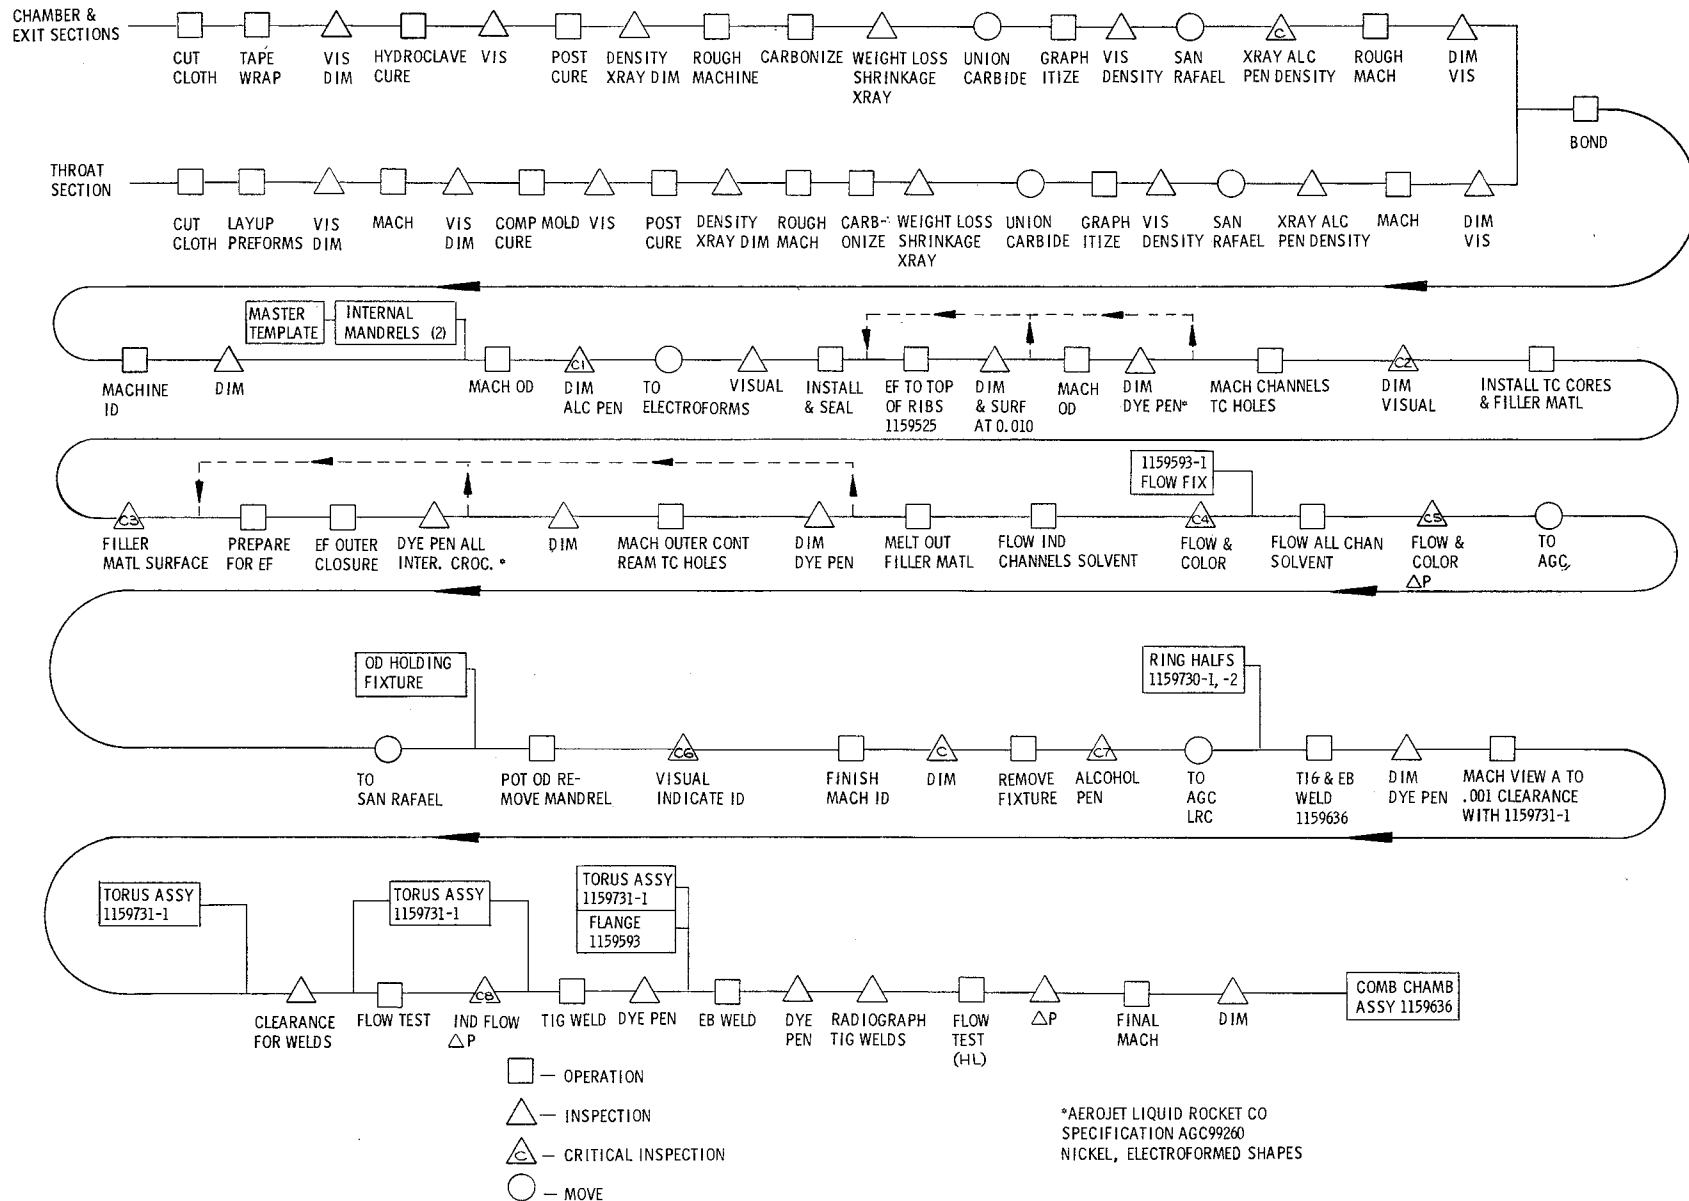 CHAMBER &
EXIT SECTIONS
CUT
CLOTH
TAPE
WRAP
VIS
DIM
HYDROCLAVE
CURE
VIS
POST
CURE
DENSITY
XRAY DIM
ROUGH
MACHINE
CARBONIZE
WEIGHT LOSS
SHRINKAGE
XRAY
UNION
CARBIDE
GRAPH
ITIZE
VIS
DENSITY
SAN
RAFAEL
C
XRAY ALC
PEN DENSITY
ROUGH
MACH
DIM
VIS
BOND
THROAT
SECTION
CUT
CLOTH
LAYUP
PREFORMS
VIS
DIM
MACH
VIS
DIM
COMP MOLD
CURE
VIS
POST
CURE
DENSITY
XRAY DIM
ROUGH
MACH
CARB-
ONIZE
WEIGHT LOSS
SHRINKAGE
XRAY
UNION
CARBIDE
GRAPH
ITIZE
VIS
DENSITY
SAN
RAFAEL
XRAY ALC
PEN DENSITY
MACH
DIM
VIS
MASTER
TEMPLATE
INTERNAL
MANDRELS (2)
MACHINE
ID
DIM
MACH OD
C1
DIM
ALC PEN
TO
ELECTROFORMS
VISUAL
INSTALL
& SEAL
EF TO TOP
OF RIBS
1159525
DIM
& SURF
AT 0.010
MACH
OD
DIM
DYE PEN*
MACH CHANNELS
TC HOLES
C2
DIM
VISUAL
INSTALL TC CORES
& FILLER MATL
1159593-1
FLOW FIX
C3
FILLER
MATL SURFACE
PREPARE
FOR EF
EF OUTER
CLOSURE
DYE PEN ALL
INTER. CROC. *
DIM
MACH OUTER CONT
REAM TC HOLES
DIM
DYE PEN
MELT OUT
FILLER MATL
FLOW IND
CHANNELS SOLVENT
C4
FLOW &
COLOR
FLOW ALL CHAN
SOLVENT
C5
FLOW &
COLOR
△P
TO
AGC
OD HOLDING
FIXTURE
RING HALFS
1159730-1, -2
TO
SAN RAFAEL
POT OD RE-
MOVE MANDREL
C6
VISUAL
INDICATE ID
FINISH
MACH ID
C
DIM
REMOVE
FIXTURE
C7
ALCOHOL
PEN
TO
AGC
LRC
TIG & EB
WELD
1159636
DIM
DYE PEN
MACH VIEW A TO
.001 CLEARANCE
WITH 1159731-1
TORUS ASSY
1159731-1
TORUS ASSY
1159731-1
TORUS ASSY
1159731-1
FLANGE
1159593
CLEARANCE
FOR WELDS
FLOW TEST
C8
IND FLOW
△P
TIG WELD
DYE PEN
EB WELD
DYE
PEN
RADIOGRAPH
TIG WELDS
FLOW
TEST
(HL)
△P
FINAL
MACH
DIM
COMB CHAMB
ASSY 1159636
— OPERATION
— INSPECTION
C — CRITICAL INSPECTION
— MOVE
*AEROJET LIQUID ROCKET CO
SPECIFICATION AGC99260
NICKEL, ELECTROFORMED SHAPES